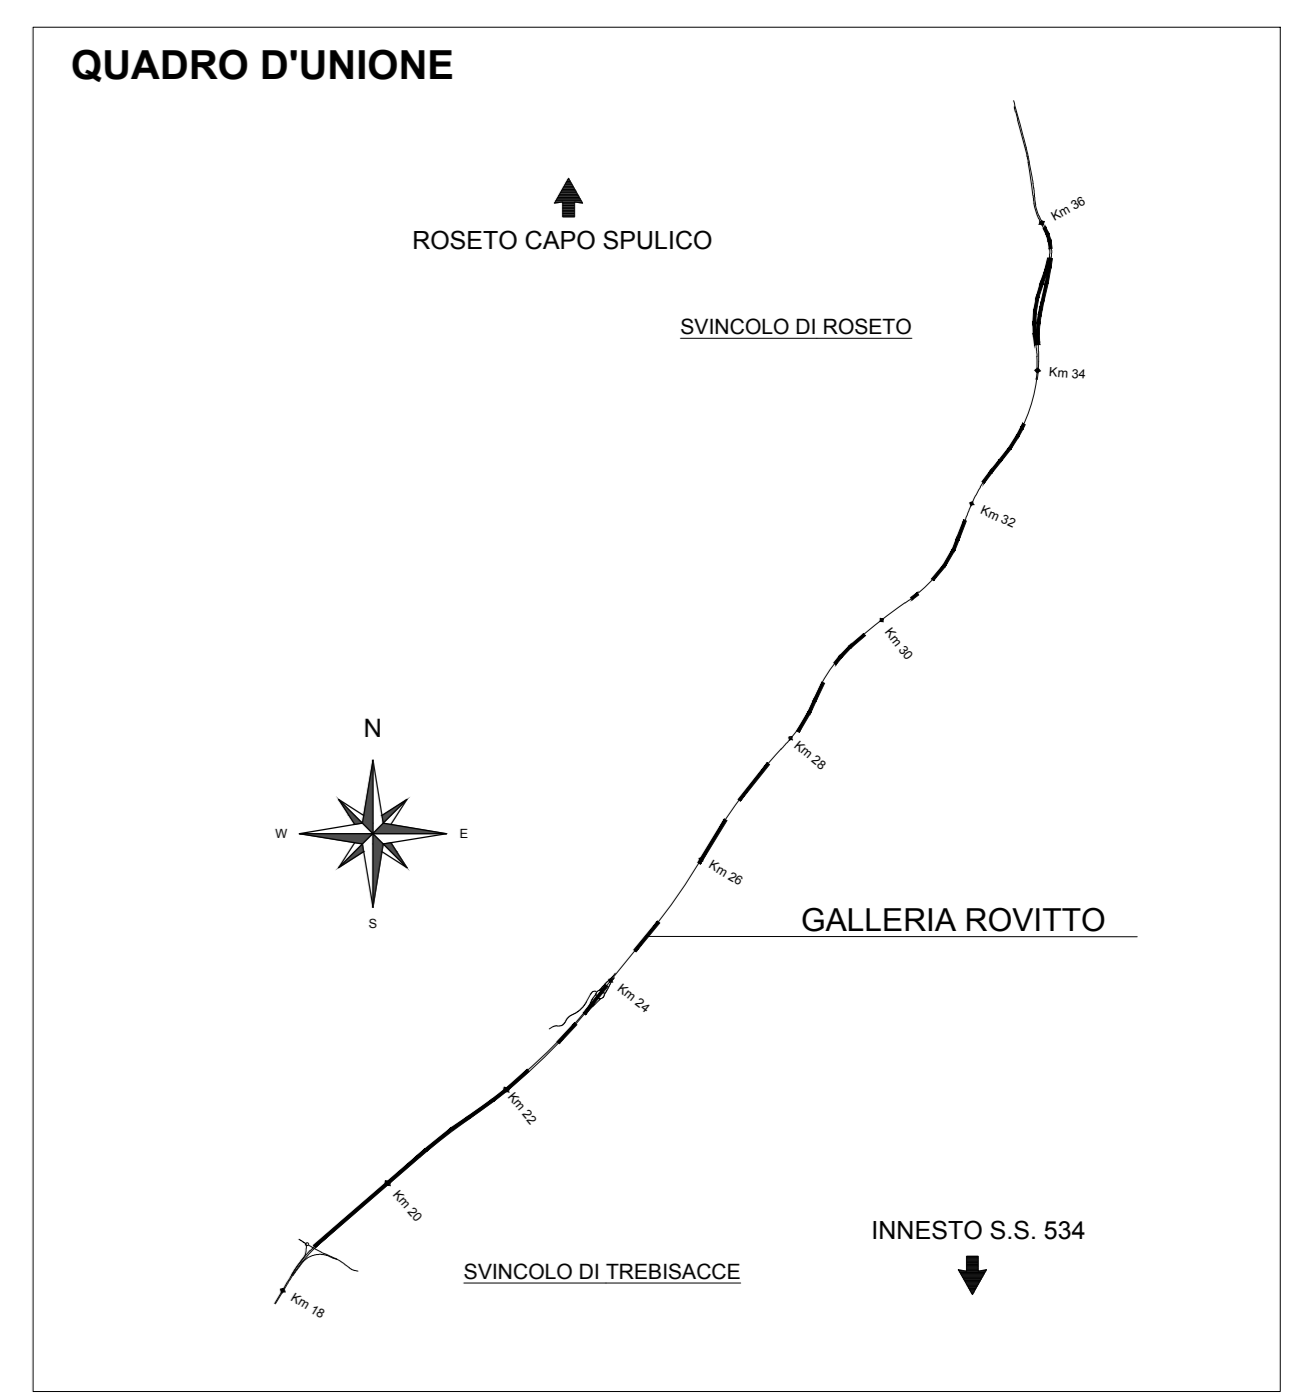 QUADRO D'UNIONE
Km 36
ROSETO CAPO SPULICO
SVINCOLO DI ROSETO
Km 34
Km 32
Km 30
N
Km 28
W
E
Km 26
GALLERIA ROVITTO
S
Km 24
Km 22
Km 20
INNESTO S.S. 534
SVINCOLO DI TREBISACCE
Km 18